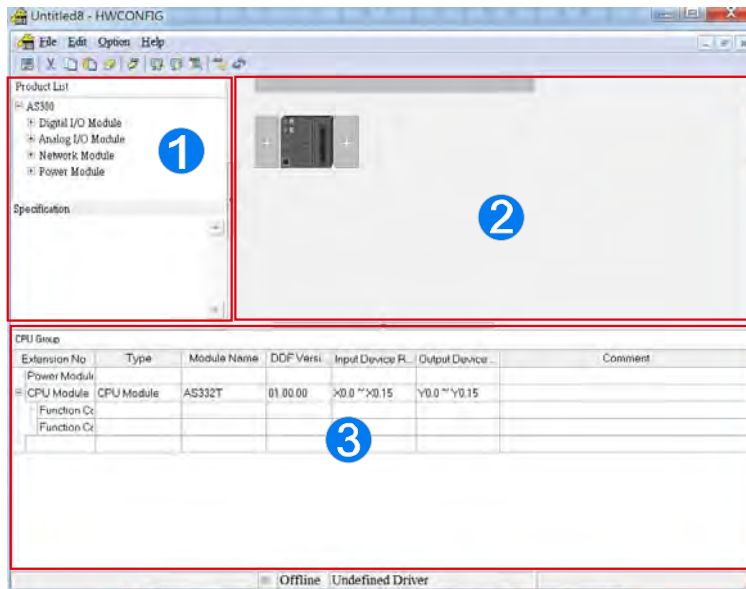 Untitled8 - HWCONFIG
File Edit Option Help
Product List
AS300
Digital I/O Module
Analog I/O Module
Network Module
Power Module
1
Specification
2
CPU Group
Extension No Type Module Name DDF Versi Input Device R... Output Device ... Comment
Power Modul
CPU Module CPU Module AS332T 01.00.00 X0.0 ~ X0.15 Y0.0 ~ Y0.15
Function Ca
Function Ca
3
Offline Undefined Driver